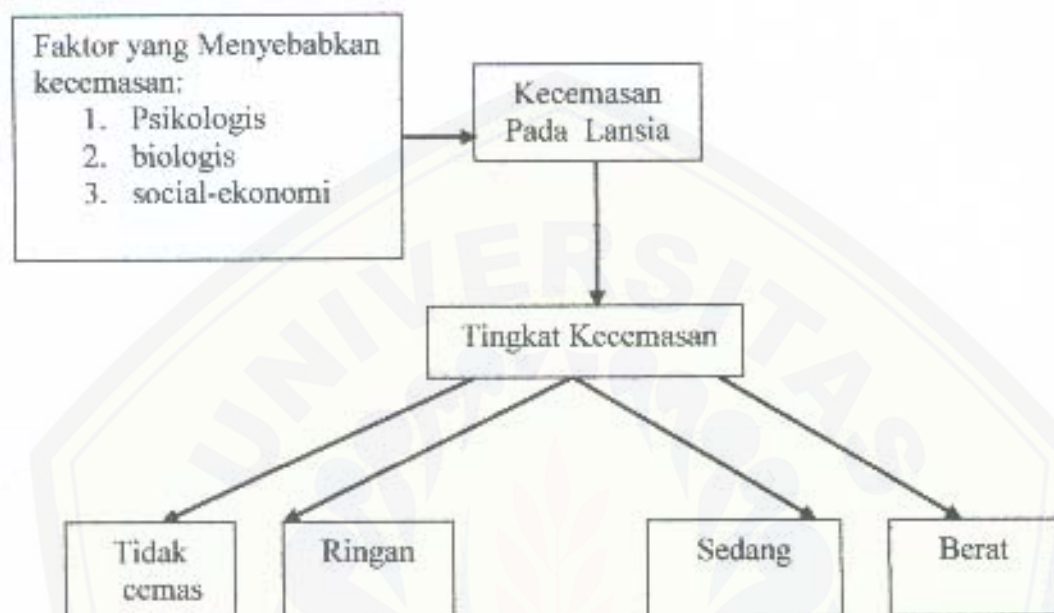 Faktor yang Menyebabkan
kecemasan:
1. Psikologis
2. biologis
3. social-ekonomi
Kecemasan
Pada Lansia
Tingkat Kecemasan
Tidak
cemas
Ringan
Sedang
Berat
UNIVERSITAS